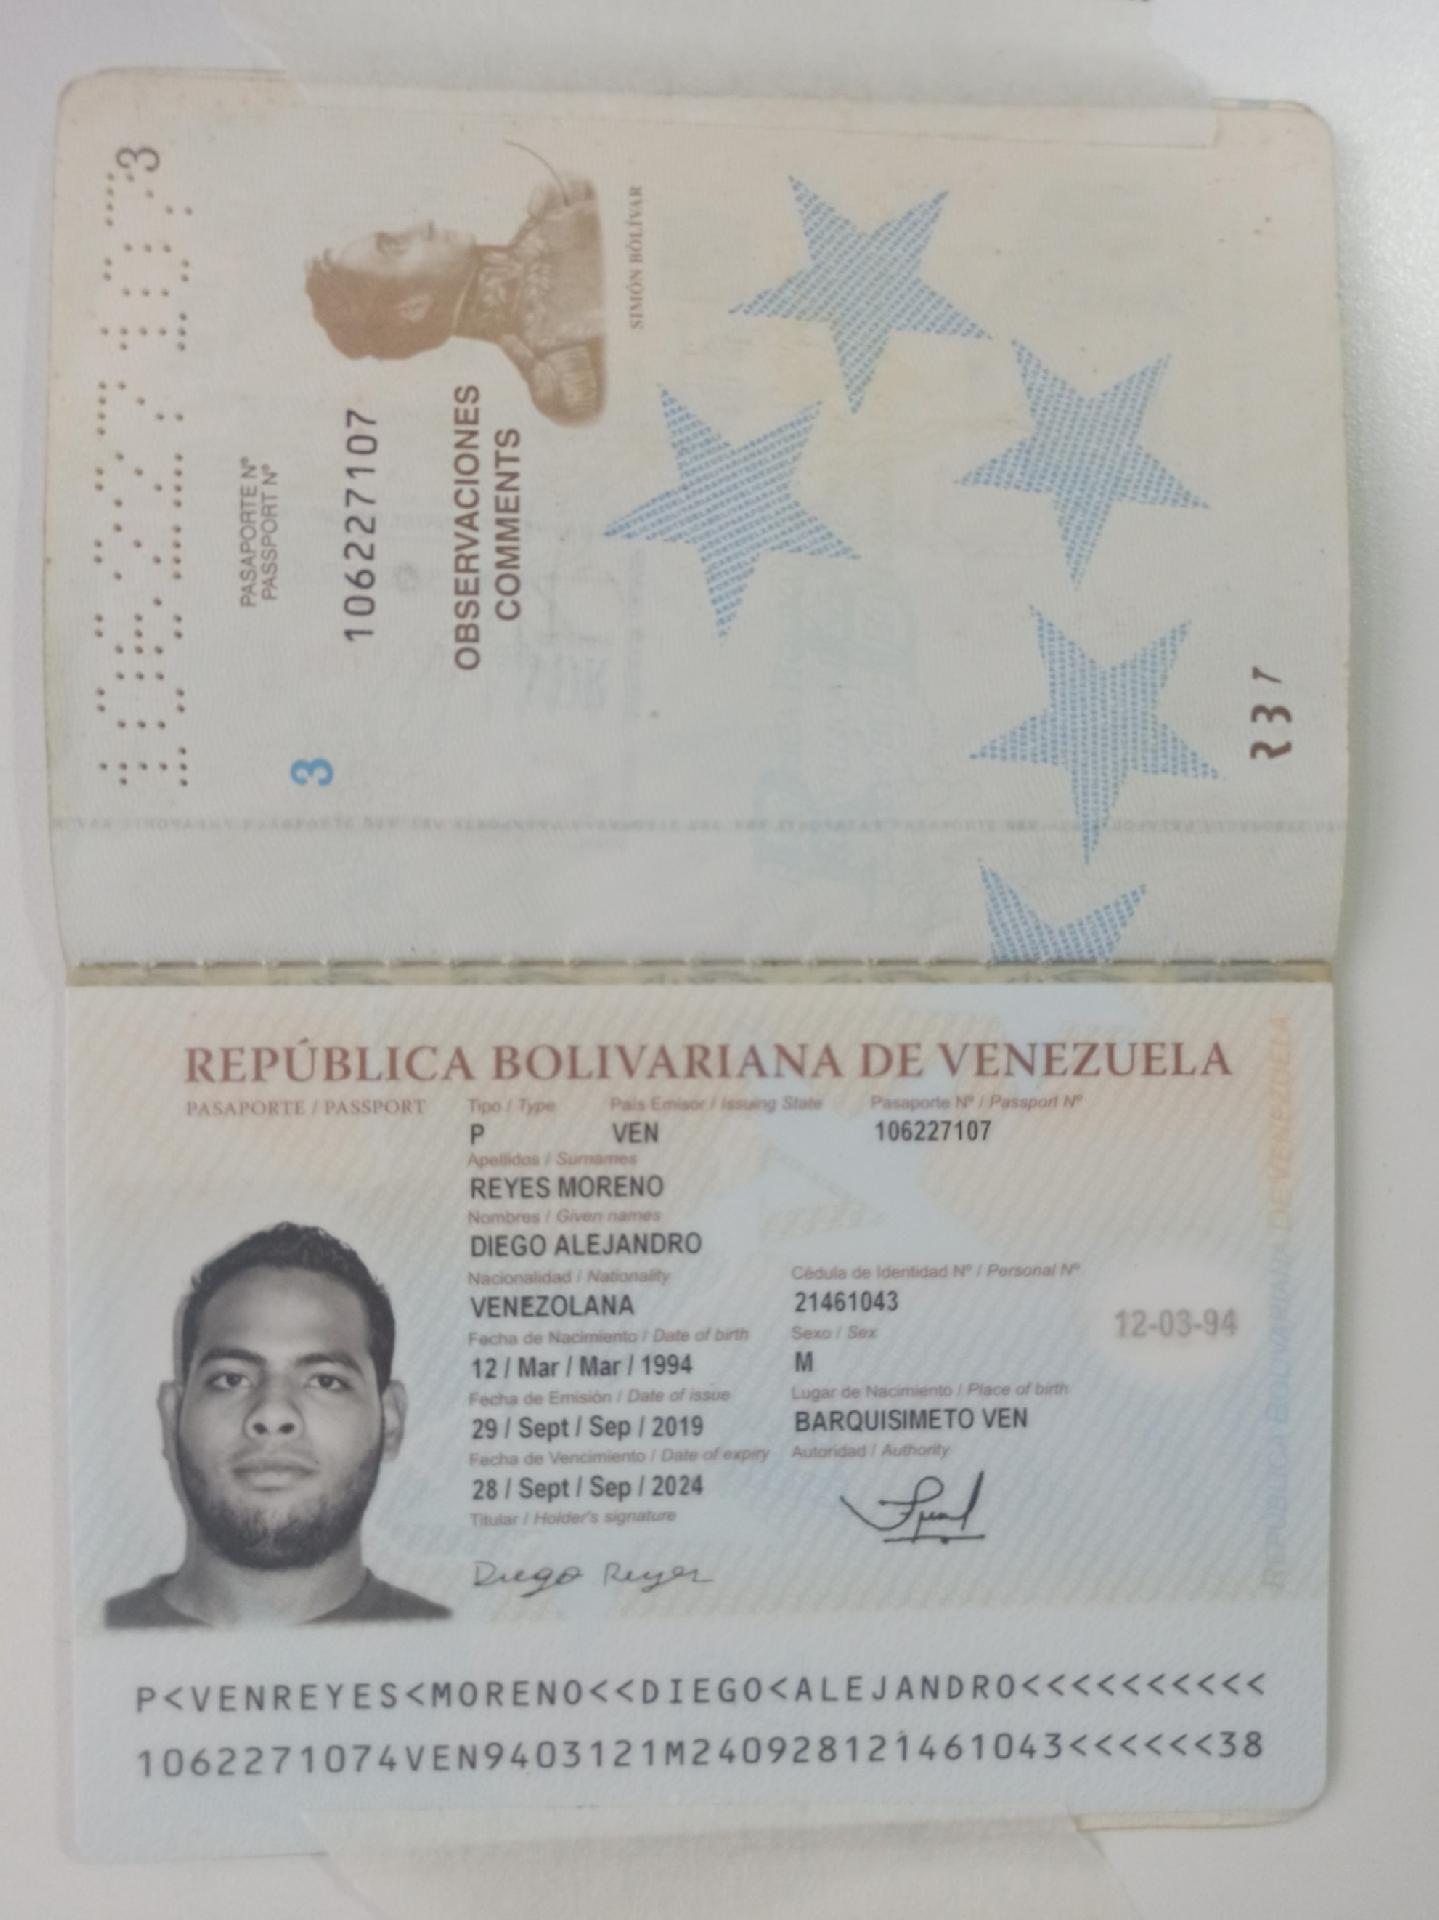 3
PASAPORTE Nº
PASSPORT Nº
106227107
3
OBSERVACIONES
COMMENTS
SIMÓN BOLÍVAR
REPÚBLICA BOLIVARIANA DE VENEZUELA
PASAPORTE / PASSPORT
Tipo / Type País Emisor / Issuing State Pasaporte Nº / Passport Nº
P VEN 106227107
Apellidos / Surnames
REYES MORENO
Nombres / Given names
DIEGO ALEJANDRO
Nacionalidad / Nationality Cédula de Identidad Nº / Personal Nº
VENEZOLANA 21461043
12-03-94
Fecha de Nacimiento / Date of birth Sexo / Sex
12 / Mar / Mar / 1994 M
Fecha de Emisión / Date of issue Lugar de Nacimiento / Place of birth
29 / Sept / Sep / 2019 BARQUISIMETO VEN
Fecha de Vencimiento / Date of expiry Autoridad / Authority
28 / Sept / Sep / 2024
Titular / Holder's signature
Diego Reyes
REPÚBLICA BOLIVARIANA DE VENEZUELA
P<VENREYES<MORENO<<DIEGO<ALEJANDRO<<<<<<<<<<
1062271074VEN9403121M240928121461043<<<<<<38